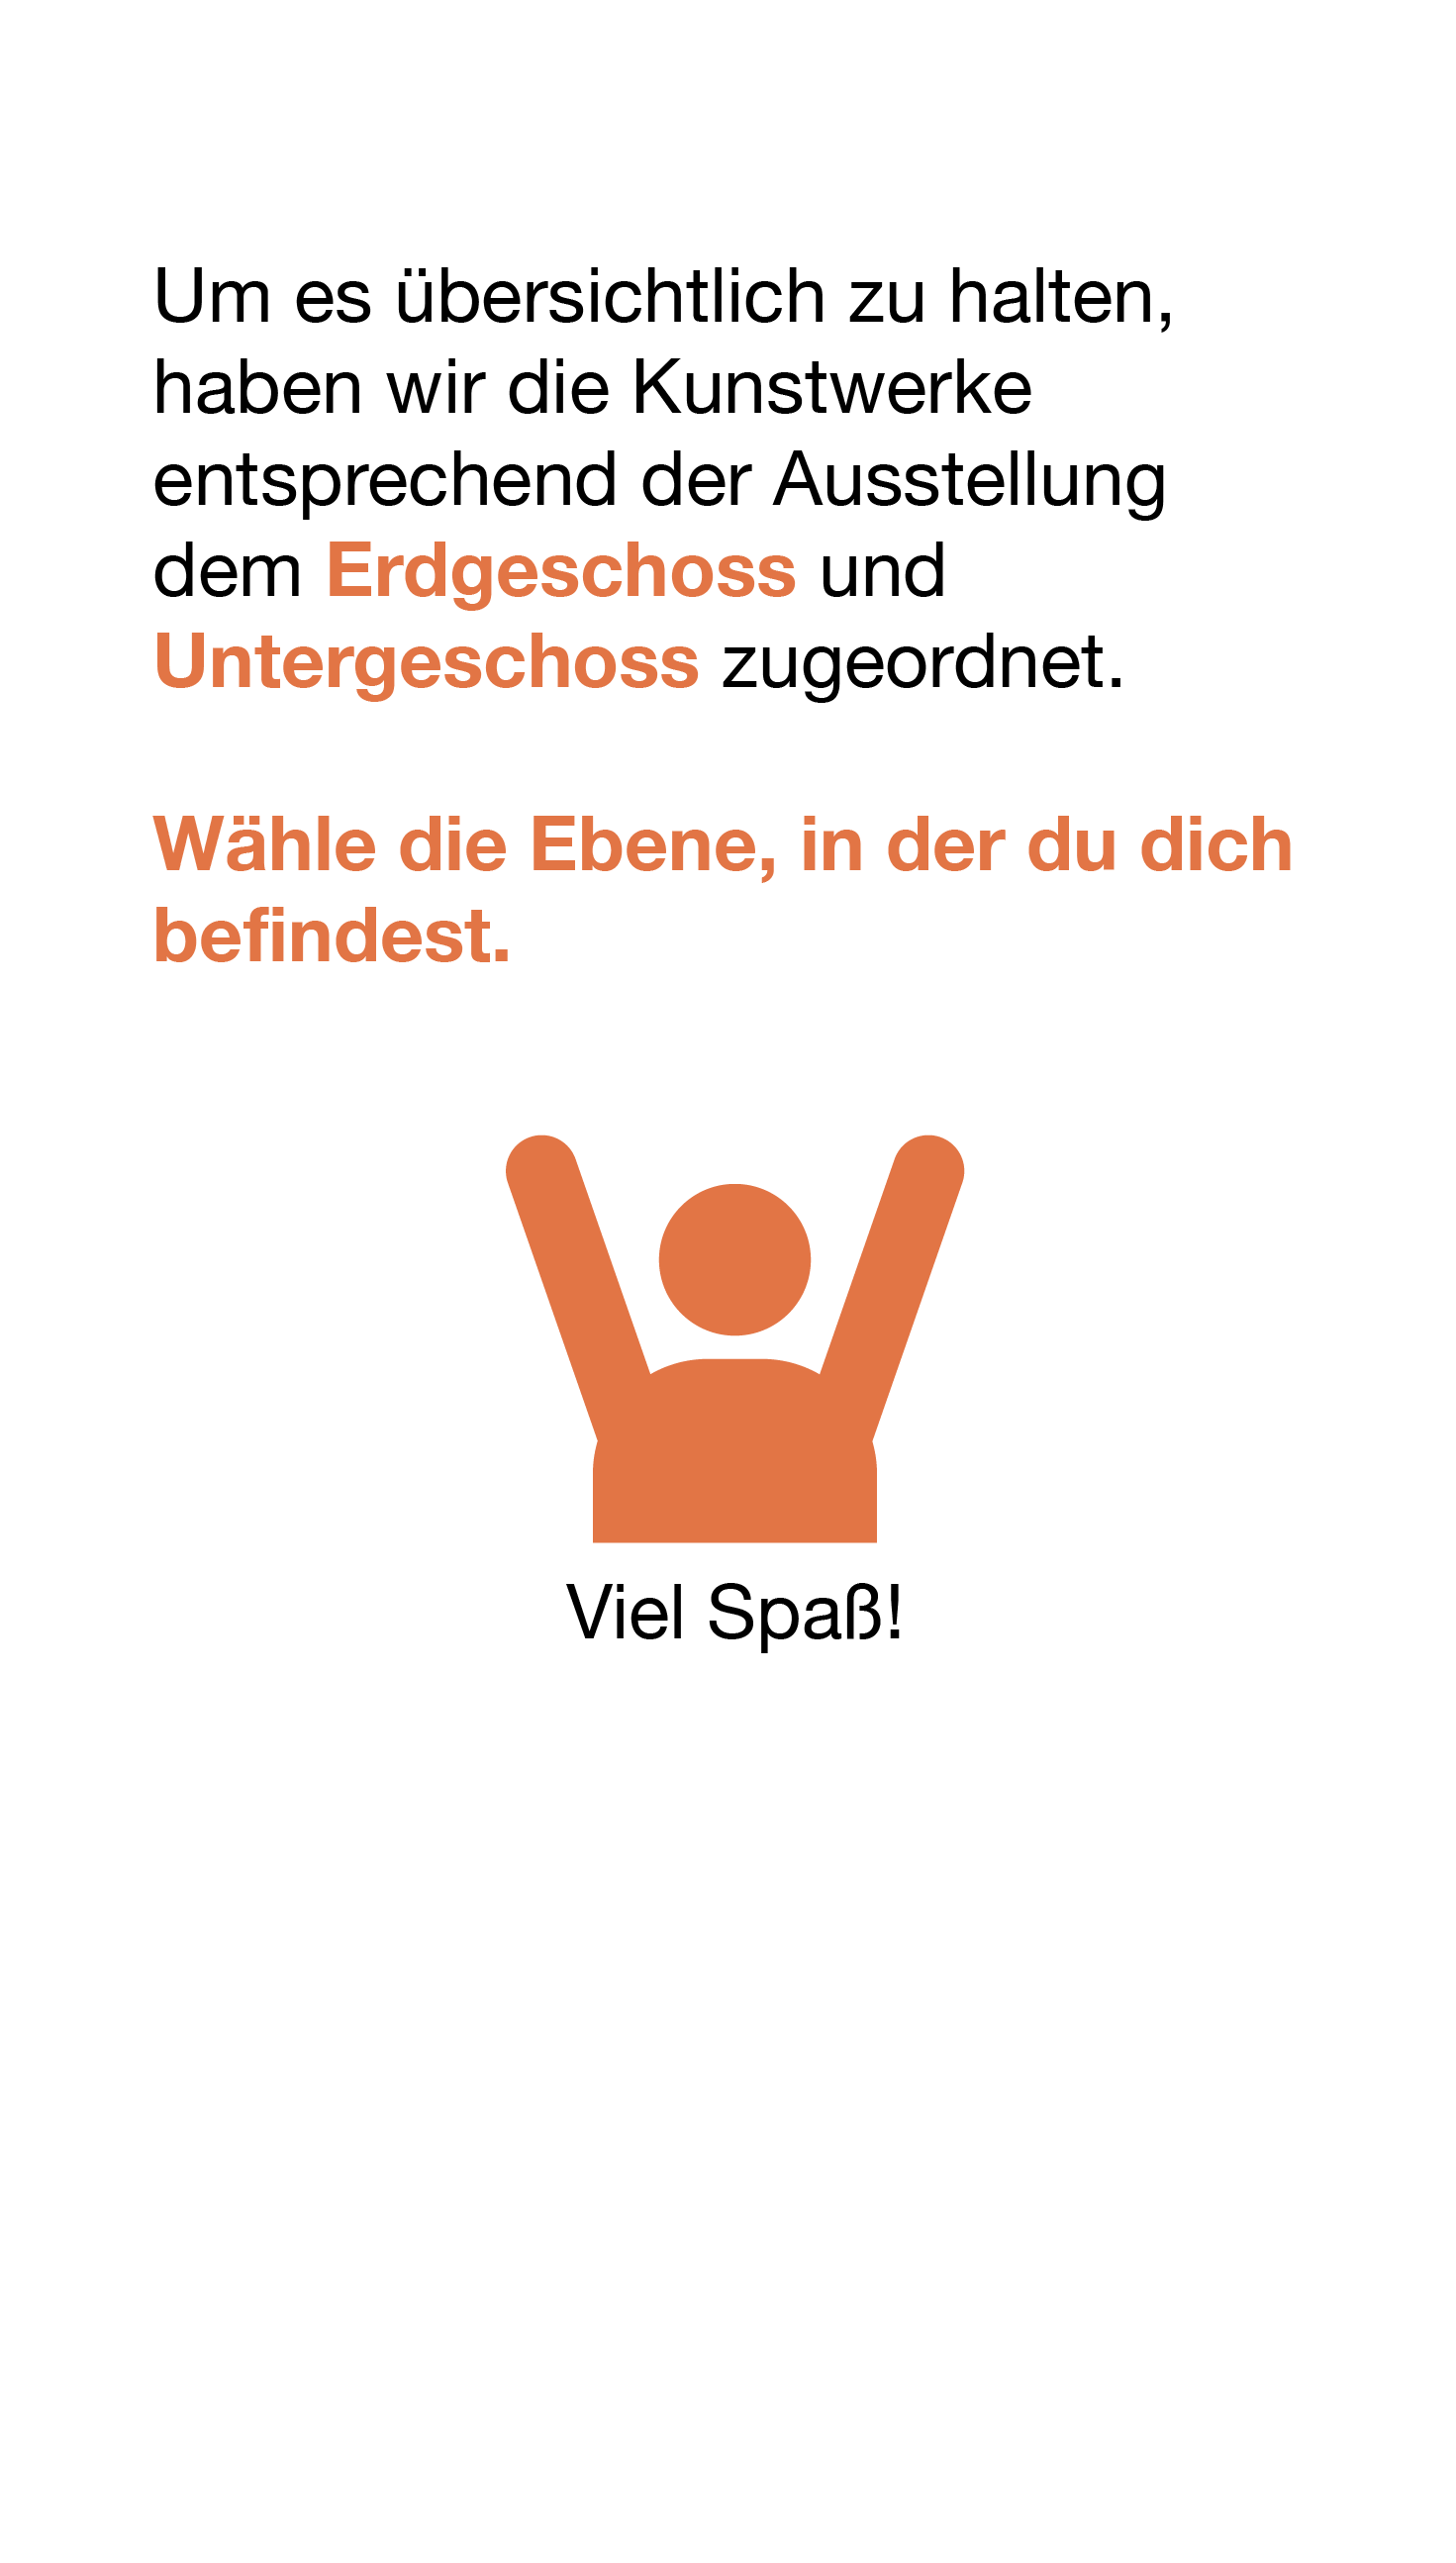 Um es übersichtlich zu halten,
haben wir die Kunstwerke
entsprechend der Ausstellung
dem Erdgeschoss und
Untergeschoss zugeordnet.
Wähle die Ebene, in der du dich
befindest.
Viel Spaß!